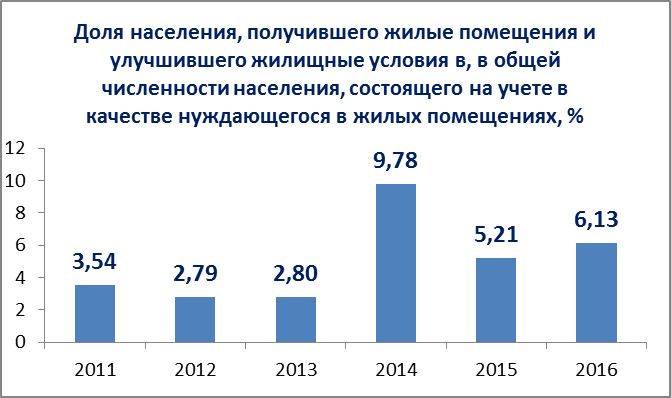 Доля населения, получившего жилые помещения и
улучшившего жилищные условия в, в общей
численности населения, состоящего на учете в
качестве нуждающегося в жилых помещениях, %
12
10
8
6
4
2
0
3,54
2,79
2,80
9,78
5,21
6,13
2011 2012 2013 2014 2015 2016